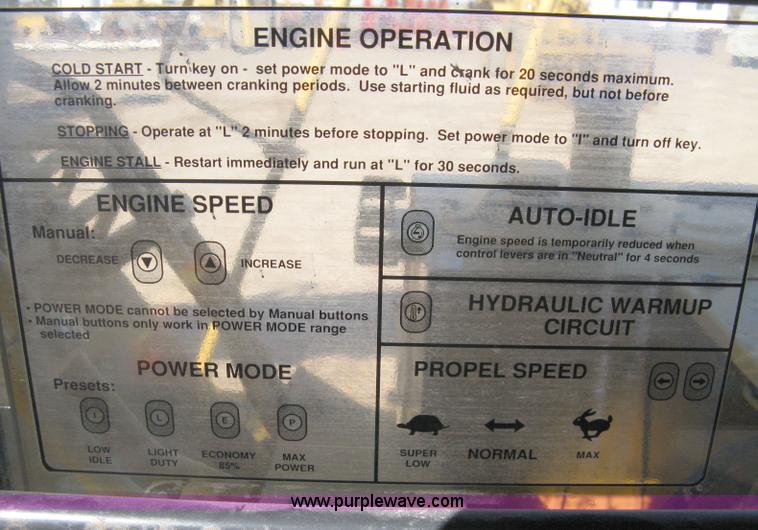 ENGINE OPERATION
COLD START - Turn key on - set power mode to "L" and crank for 20 seconds maximum.
Allow 2 minutes between cranking periods. Use starting fluid as required, but not before
cranking.
STOPPING - Operate at "L" 2 minutes before stopping. Set power mode to "I" and turn off key.
ENGINE STALL - Restart immediately and run at "L" for 30 seconds.
ENGINE SPEED
Manual:
DECREASE
INCREASE
• POWER MODE cannot be selected by Manual buttons
• Manual buttons only work in POWER MODE range
selected
POWER MODE
Presets:
I L E P
LOW
IDLE
LIGHT
DUTY
ECONOMY
85%
MAX
POWER
AUTO-IDLE
Engine speed is temporarily reduced when
control levers are in "Neutral" for 4 seconds
HYDRAULIC WARMUP
CIRCUIT
PROPEL SPEED
SUPER
LOW
NORMAL
MAX
www.purplewave.com